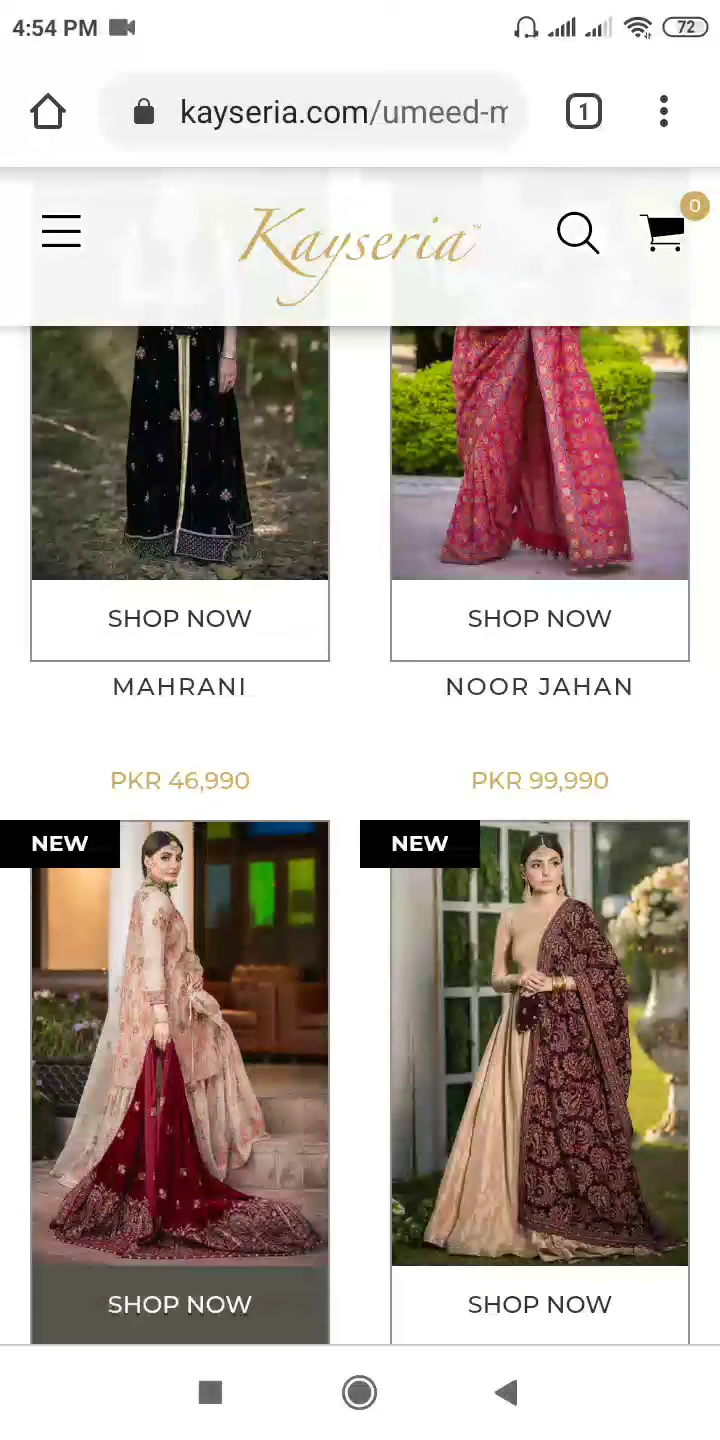 4:54 PM
72
kayseria.com/umeed-m
1
Kayseria™
0
SHOP NOW
SHOP NOW
MAHRANI
NOOR JAHAN
PKR 46,990
PKR 99,990
NEW
NEW
SHOP NOW
SHOP NOW